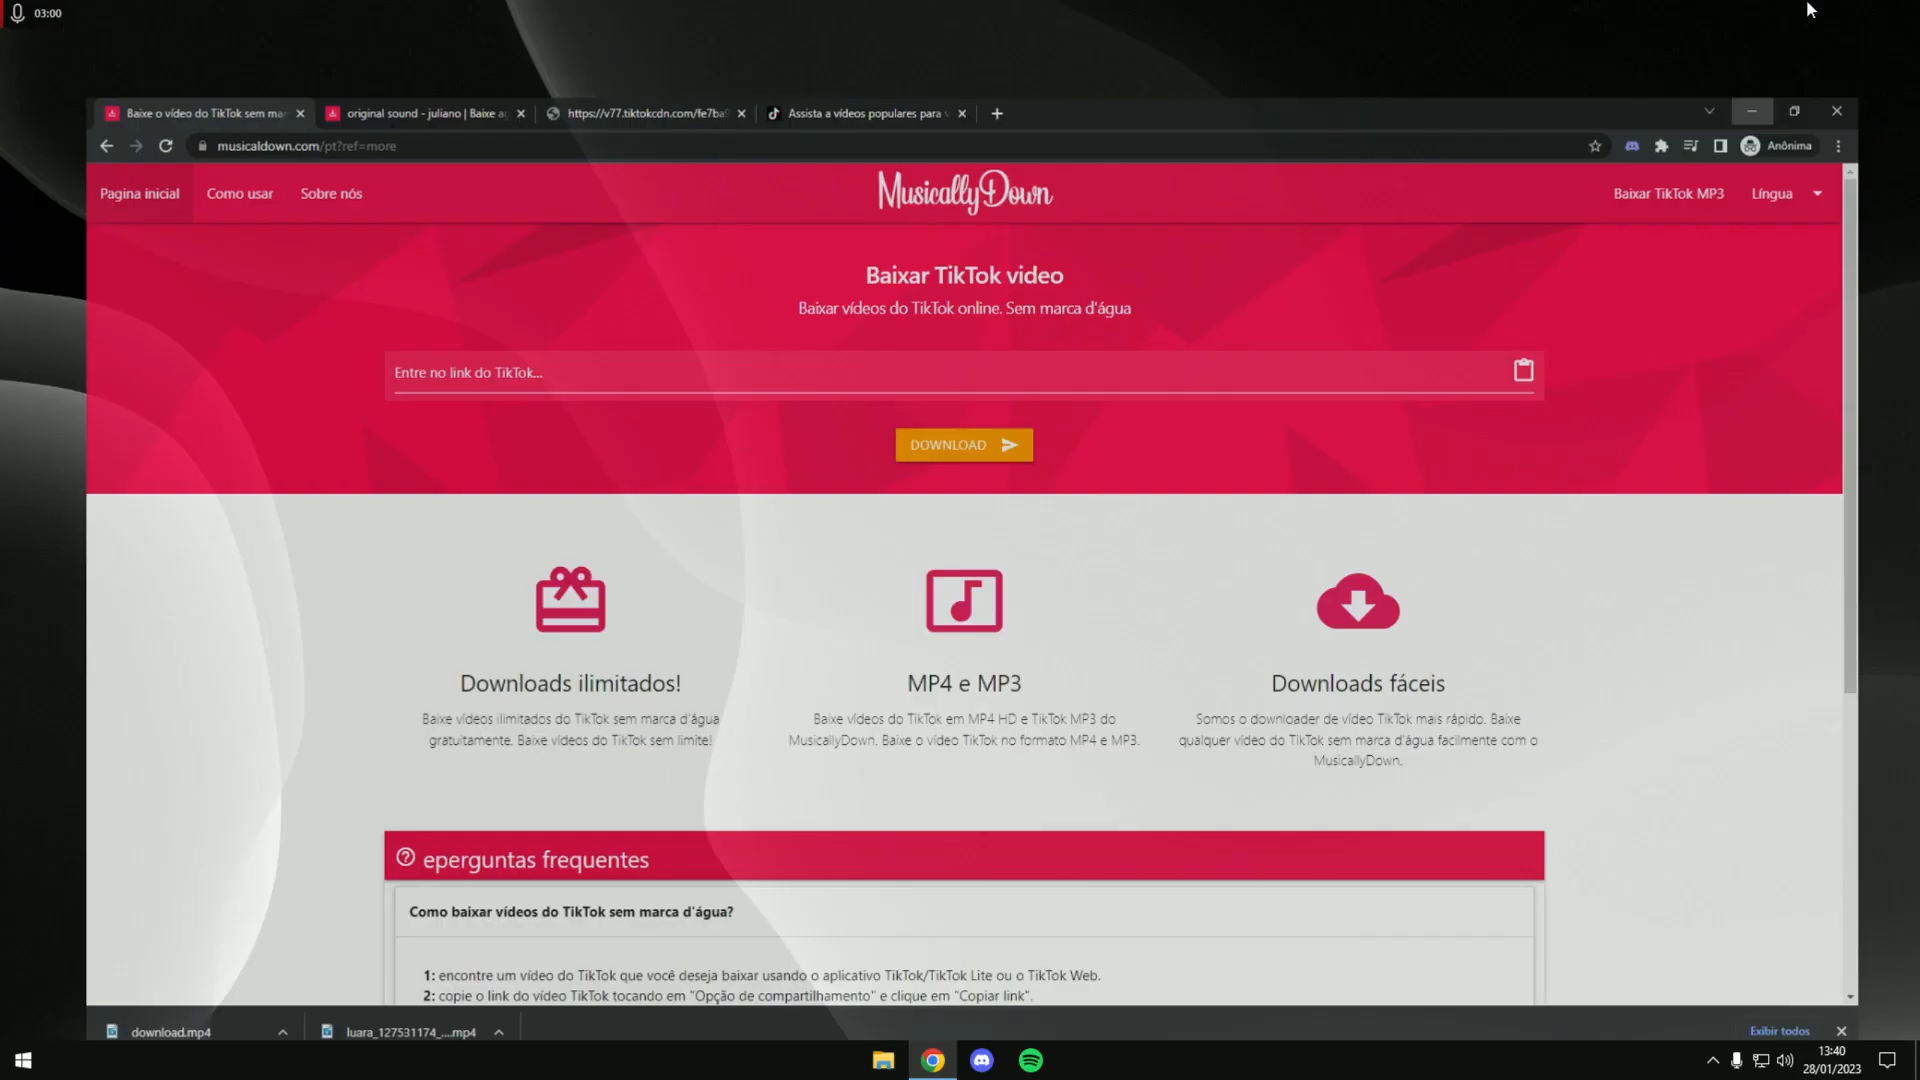 03:00
Baixe o vídeo do TikTok sem ma
original sound - juliano | Baixe a
https://v77.tiktokcdn.com/fe7ba
Assista a vídeos populares para
musicaldown.com/pt?ref=more
Anônima
Pagina inicial
Como usar
Sobre nós
MusicallyDown
Baixar TikTok MP3
Língua
Baixar TikTok video
Baixar vídeos do TikTok online. Sem marca d'água
Entre no link do TikTok...
DOWNLOAD
Downloads ilimitados!
Baixe vídeos ilimitados do TikTok sem marca d'água
gratuitamente. Baixe vídeos do TikTok sem limite!
MP4 e MP3
Baixe vídeos do TikTok em MP4 HD e TikTok MP3 do
MusicallyDown. Baixe o vídeo TikTok no formato MP4 e MP3.
Downloads fáceis
Somos o downloader de vídeo TikTok mais rápido. Baixe
qualquer vídeo do TikTok sem marca d'água facilmente com o
MusicallyDown.
eperguntas frequentes
Como baixar vídeos do TikTok sem marca d'água?
1: encontre um vídeo do TikTok que você deseja baixar usando o aplicativo TikTok/TikTok Lite ou o TikTok Web.
2: copie o link do vídeo TikTok tocando em "Opção de compartilhamento" e clique em "Copiar link".
download.mp4
luara_127531174_....mp4
Exibir todos
13:40
28/01/2023